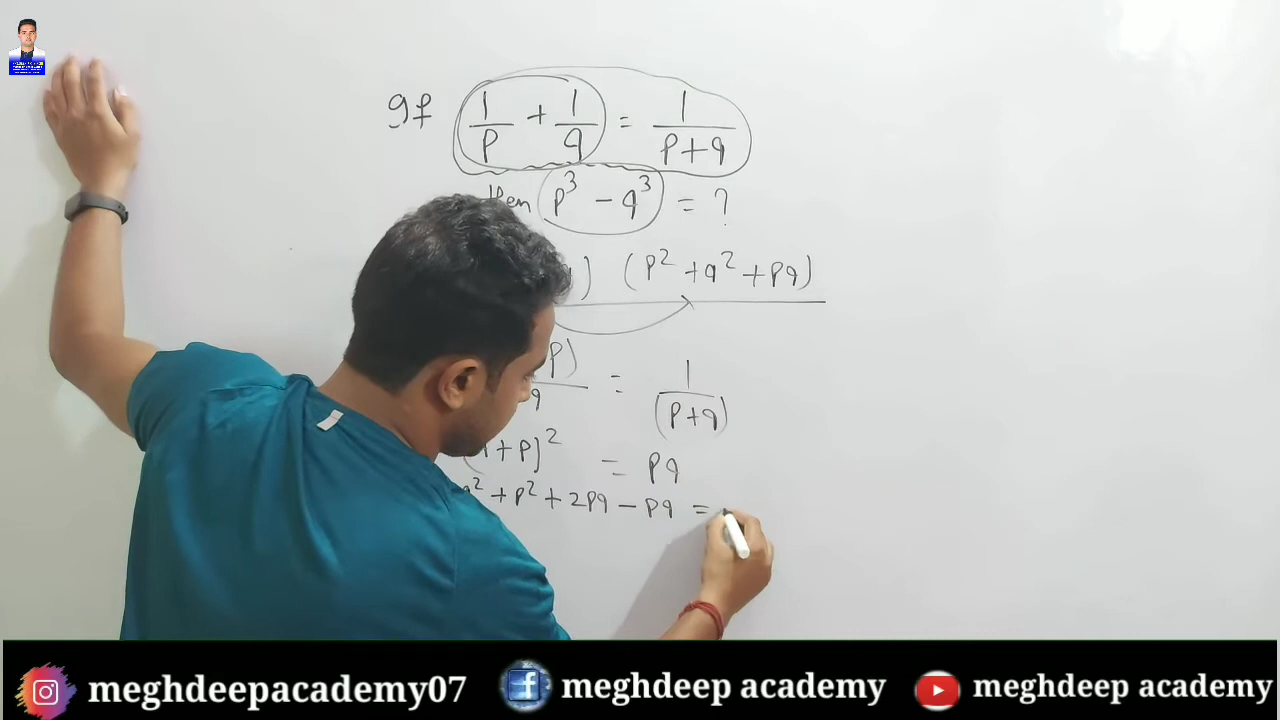 If 1/p + 1/q = 1/(p+q)
then p³ - q³ = ?
) (p² + q² + pq)
p)/q = 1/(p+q)
+p)² = pq
q² + p² + 2pq - pq =
meghdeepacademy07 meghdeep academy meghdeep academy